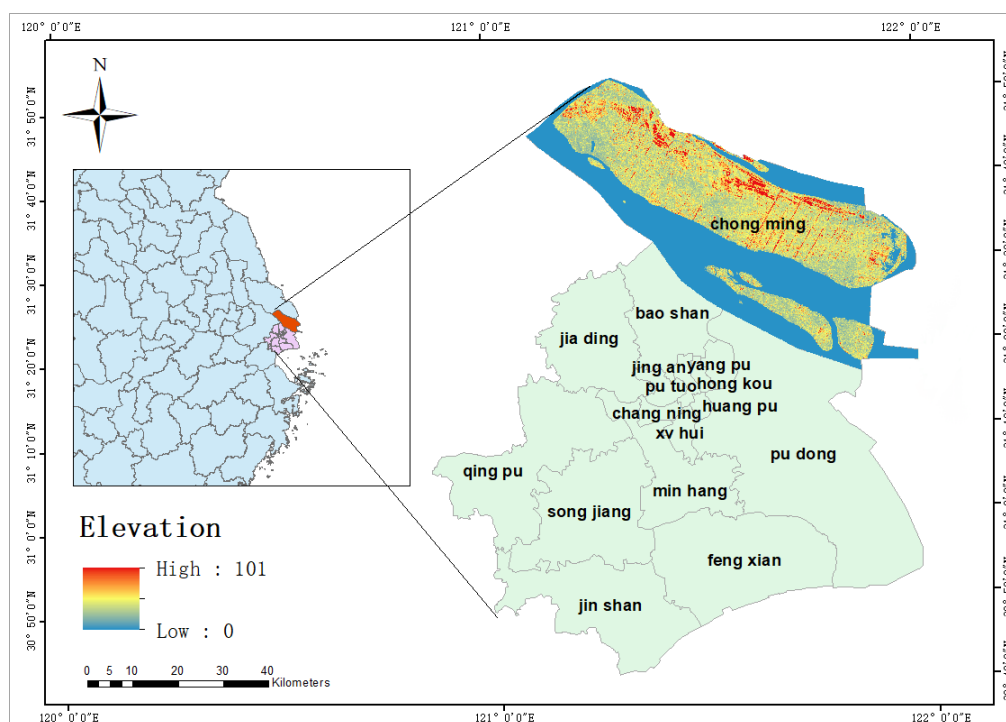 120° 0′0″E
121° 0′0″E
122° 0′0″E
N
31° 50′0″N
31° 40′0″N
31° 30′0″N
31° 20′0″N
31° 10′0″N
31° 0′0″N
30° 50′0″N
chong ming
bao shan
jia ding
jing an
yang pu
pu tuo
hong kou
chang ning
huang pu
xv hui
pu dong
qing pu
min hang
song jiang
feng xian
jin shan
Elevation
High : 101
Low : 0
0 5 10 20 30 40
Kilometers
120° 0′0″E
121° 0′0″E
122° 0′0″E